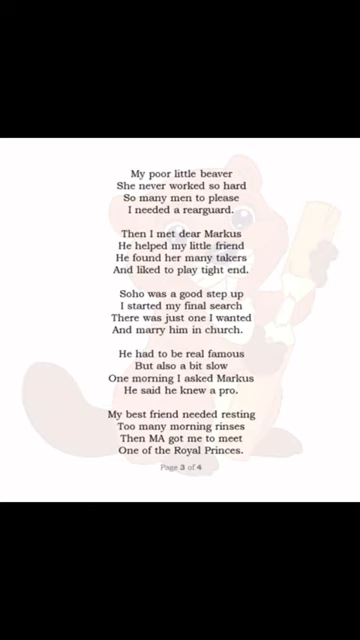 My poor little beaver
She never worked so hard
So many men to please
I needed a rearguard.
Then I met dear Markus
He helped my little friend
He found her many takers
And liked to play tight end.
Soho was a good step up
I started my final search
There was just one I wanted
And marry him in church.
He had to be real famous
But also a bit slow
One morning I asked Markus
He said he knew a pro.
My best friend needed resting
Too many morning rinses
Then MA got me to meet
One of the Royal Princes.
Page 3 of 4